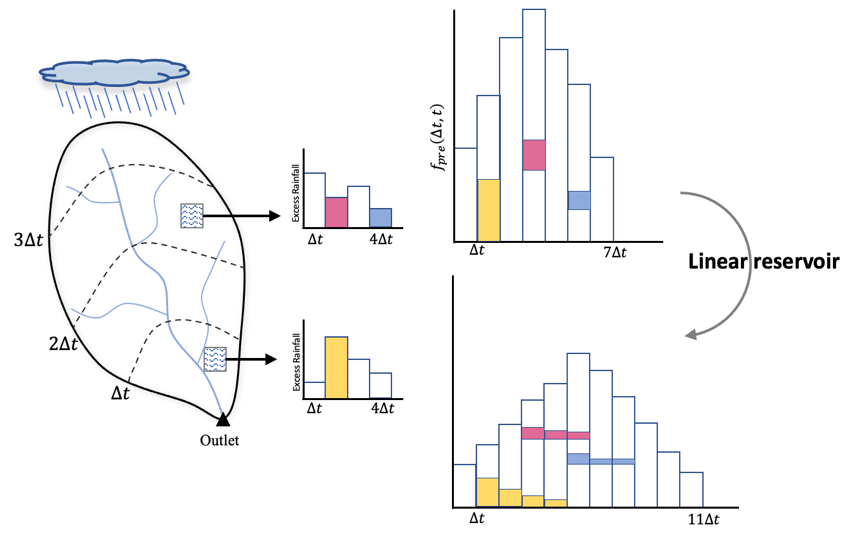 f_pre(Δt, t)
Excess Rainfall
Δt
4Δt
Δt
7Δt
3Δt
Linear reservoir
2Δt
Excess Rainfall
Δt
4Δt
Δt
Outlet
Δt
11Δt